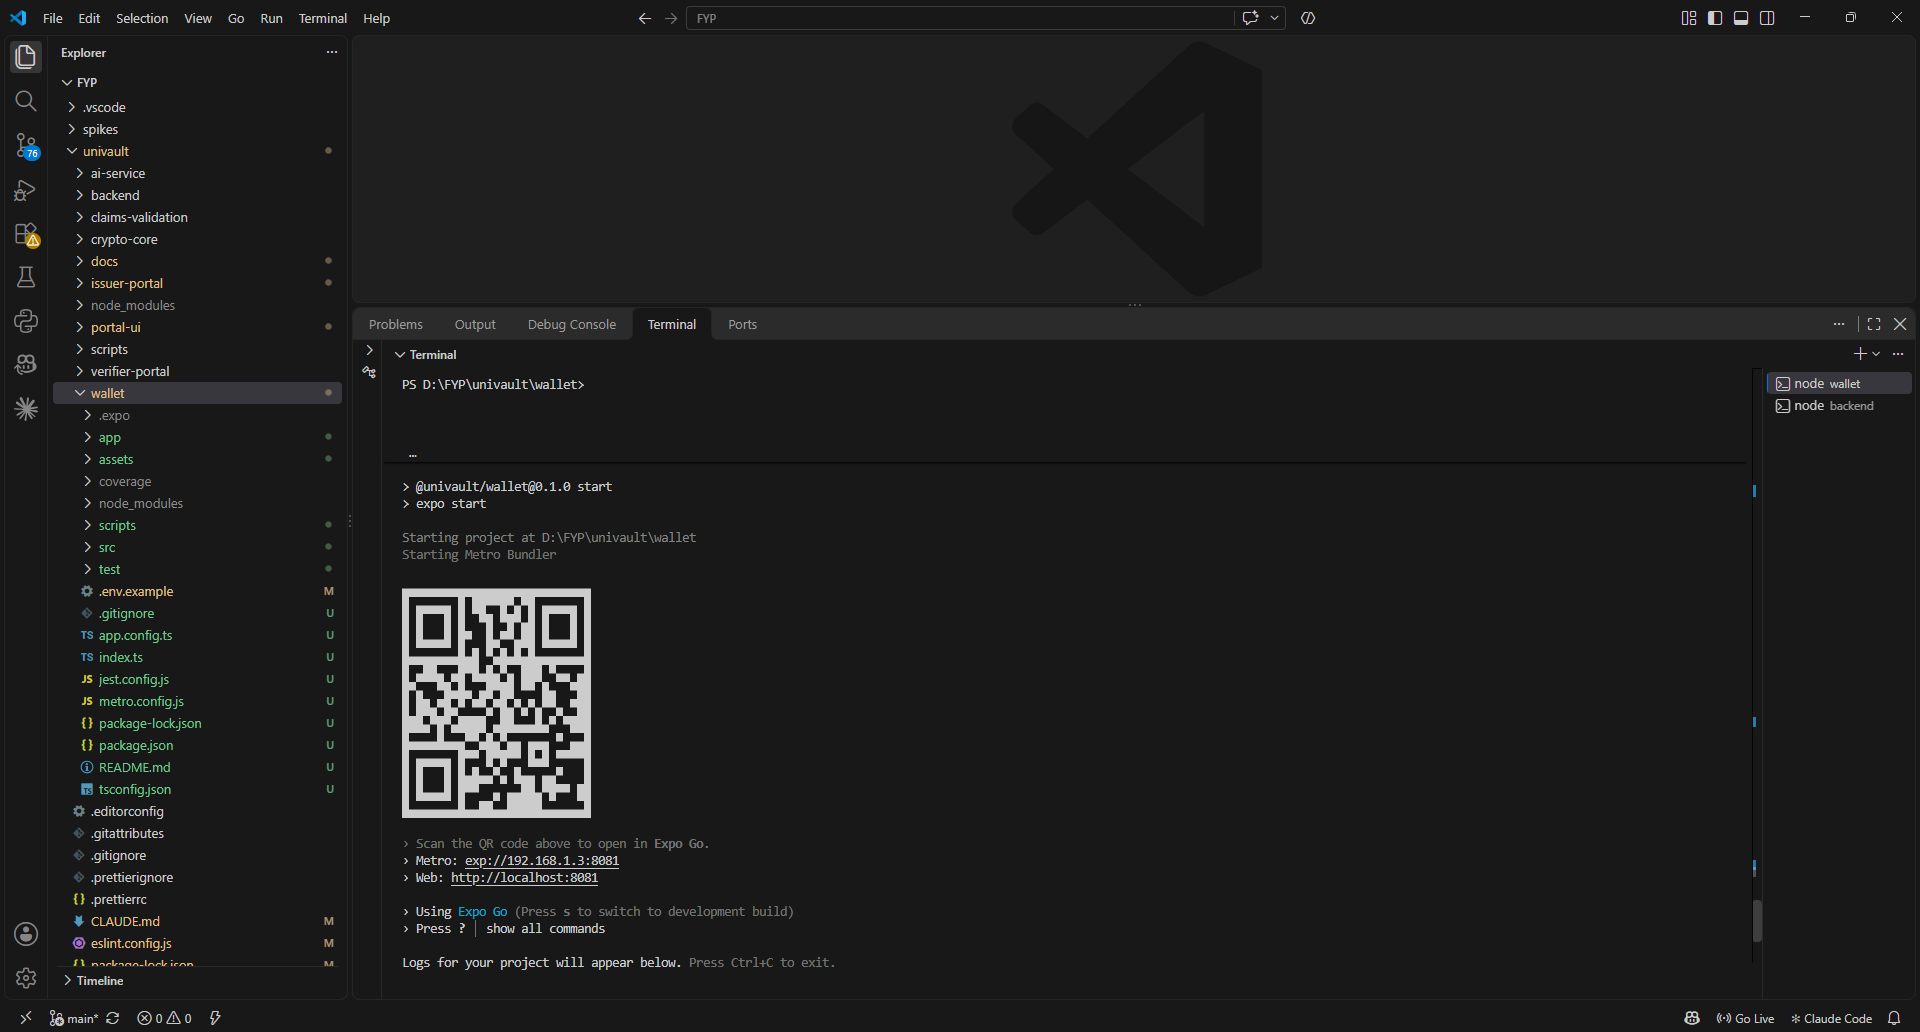 File Edit Selection View Go Run Terminal Help
FYP
Explorer
FYP
.vscode
spikes
univault
ai-service
backend
claims-validation
crypto-core
docs
issuer-portal
node_modules
portal-ui
scripts
verifier-portal
wallet
.expo
app
assets
coverage
node_modules
scripts
src
test
.env.example M
.gitignore U
TS app.config.ts U
TS index.ts U
JS jest.config.js U
JS metro.config.js U
{} package-lock.json U
{} package.json U
README.md U
tsconfig.json U
.editorconfig
.gitattributes
.gitignore
.prettierignore
{} .prettierrc
CLAUDE.md M
eslint.config.js M
{} package-lock.json M
Timeline
76
Problems Output Debug Console Terminal Ports
Terminal
PS D:\FYP\univault\wallet>
…
> @univault/wallet@0.1.0 start
> expo start
Starting project at D:\FYP\univault\wallet
Starting Metro Bundler
› Scan the QR code above to open in Expo Go.
› Metro: exp://192.168.1.3:8081
› Web: http://localhost:8081
› Using Expo Go (Press s to switch to development build)
› Press ? │ show all commands
Logs for your project will appear below. Press Ctrl+C to exit.
node wallet
node backend
main* 0 0
Go Live Claude Code